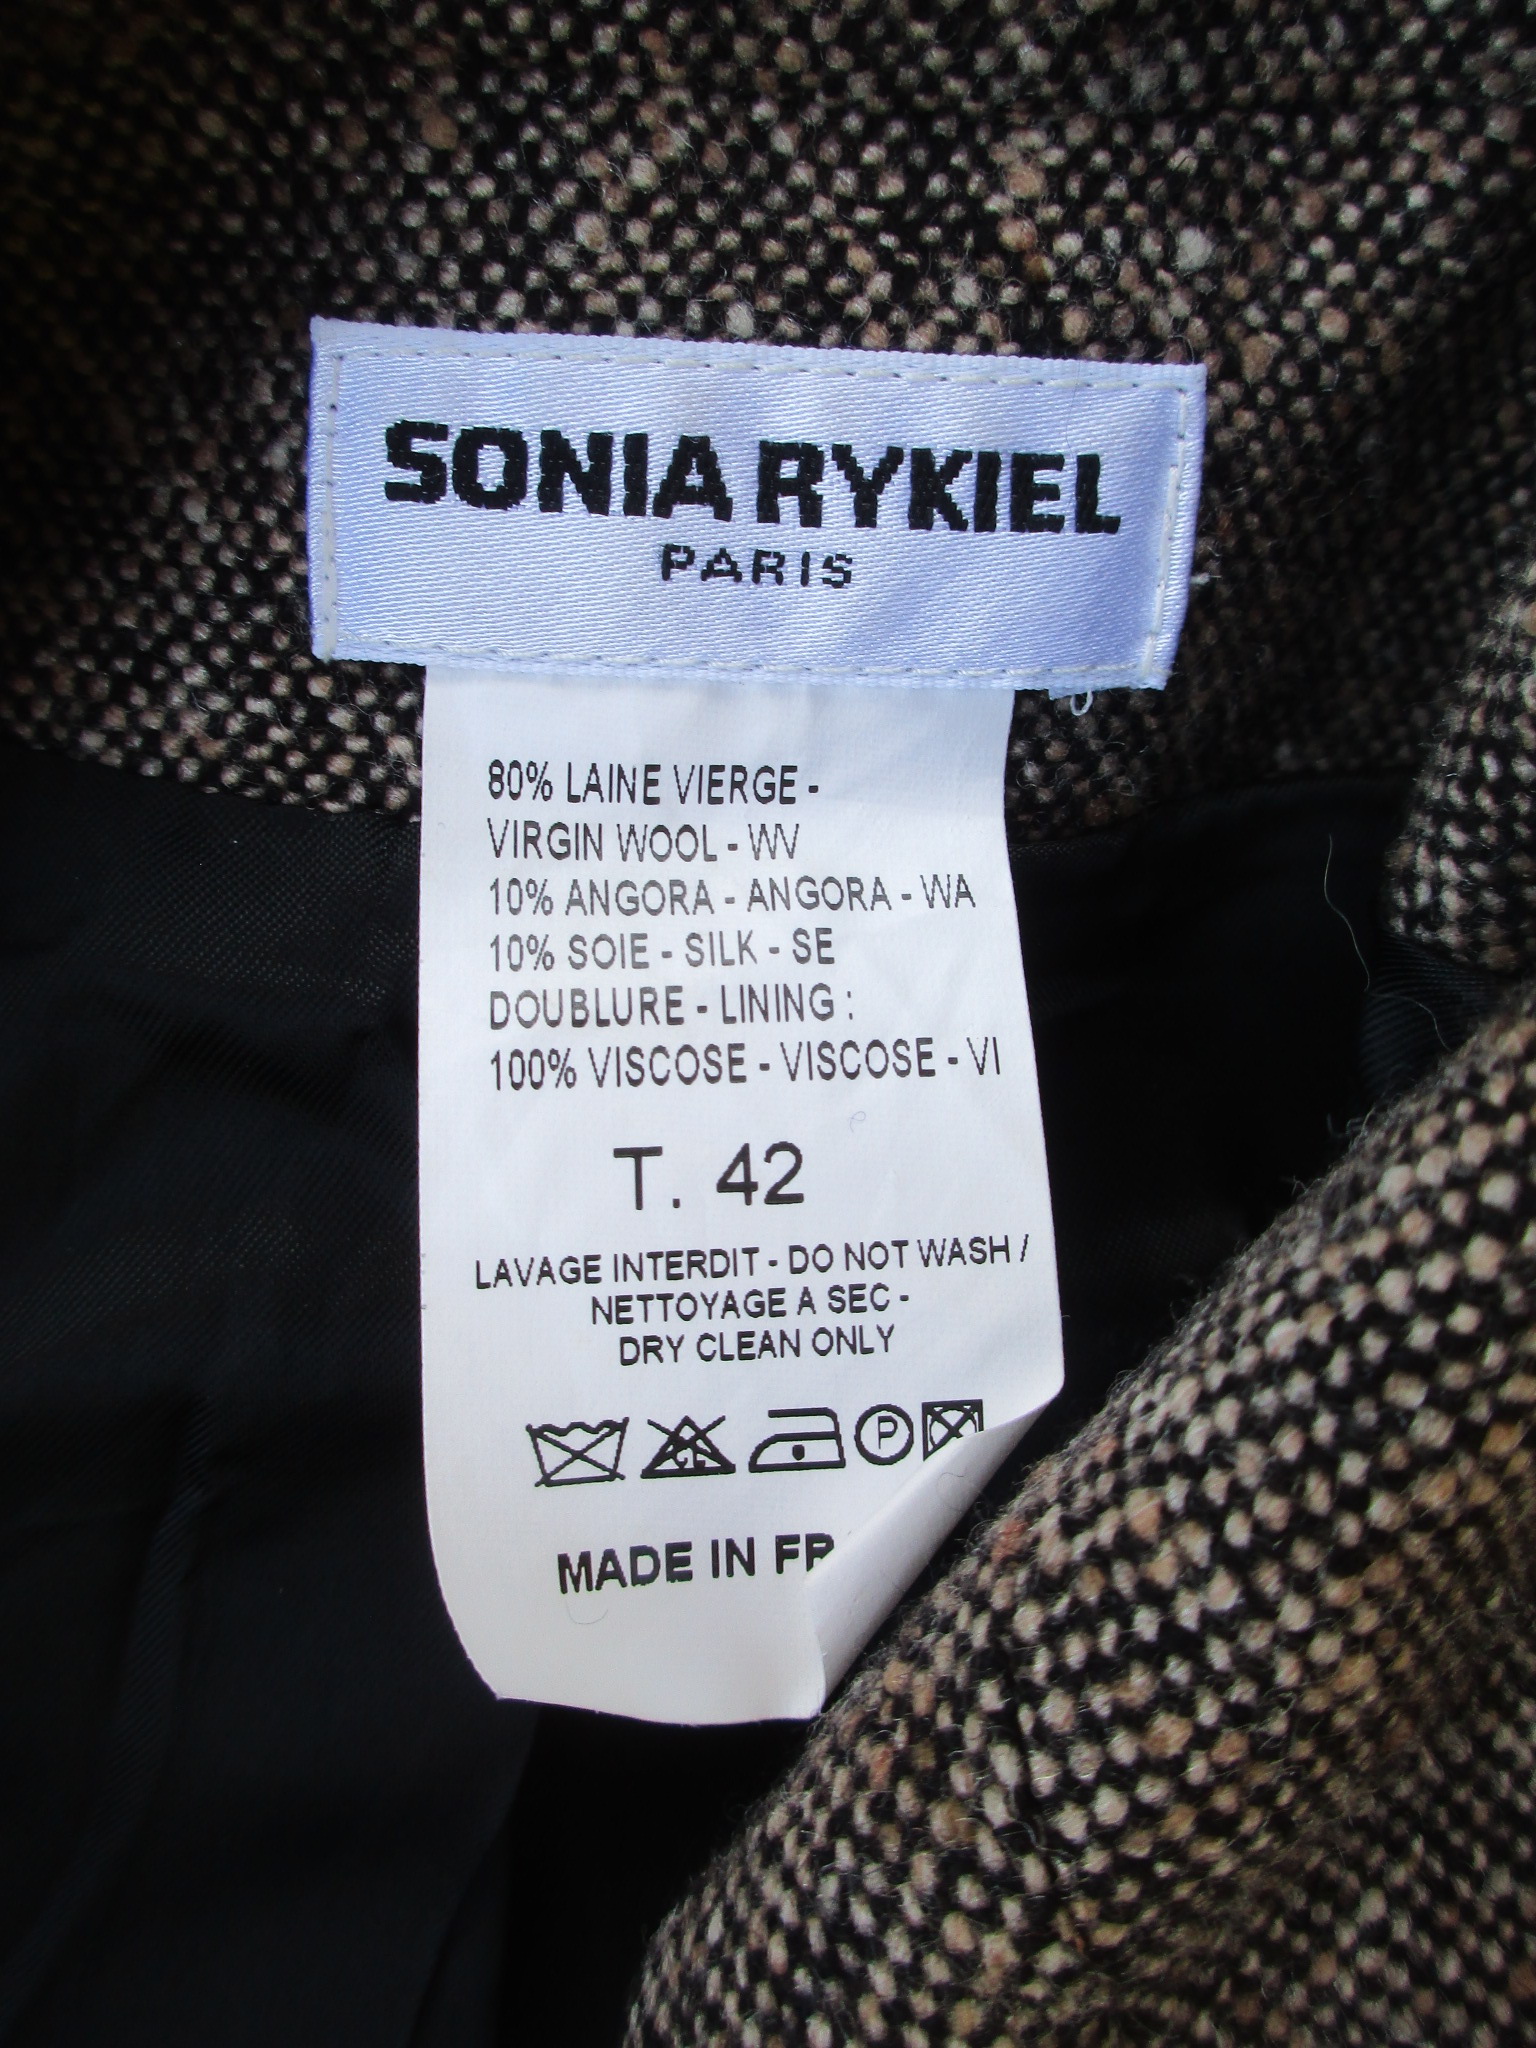 SONIA RYKIEL
PARIS
80% LAINE VIERGE -
VIRGIN WOOL - WV
10% ANGORA - ANGORA - WA
10% SOIE - SILK - SE
DOUBLURE - LINING :
100% VISCOSE - VISCOSE - VI
T. 42
LAVAGE INTERDIT - DO NOT WASH /
NETTOYAGE A SEC -
DRY CLEAN ONLY
CL P
MADE IN FR